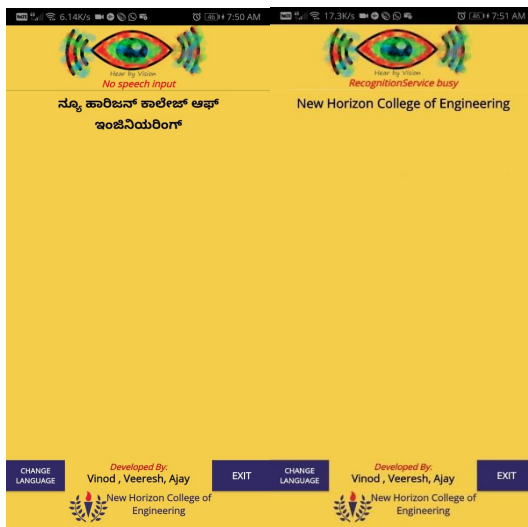 6.14K/s 46 7:50 AM
Hear by Vision
No speech input
ನ್ಯೂ ಹಾರಿಜನ್ ಕಾಲೇಜ್ ಆಫ್
ಇಂಜಿನಿಯರಿಂಗ್
CHANGE
LANGUAGE
Developed By:
Vinod , Veeresh, Ajay
EXIT
New Horizon College of
Engineering
17.3K/s 46 7:51 AM
Hear by Vision
RecognitionService busy
New Horizon College of Engineering
CHANGE
LANGUAGE
Developed By:
Vinod , Veeresh, Ajay
EXIT
New Horizon College of
Engineering